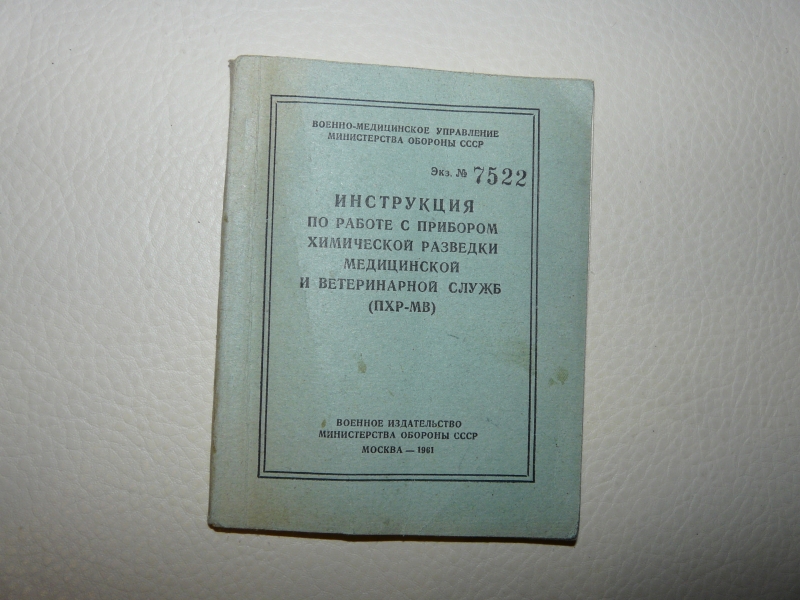 ВОЕННО-МЕДИЦИНСКОЕ УПРАВЛЕНИЕ
МИНИСТЕРСТВА ОБОРОНЫ СССР
Экз. № 7522
ИНСТРУКЦИЯ
ПО РАБОТЕ С ПРИБОРОМ
ХИМИЧЕСКОЙ РАЗВЕДКИ
МЕДИЦИНСКОЙ
И ВЕТЕРИНАРНОЙ СЛУЖБ
(ПХР-МВ)
ВОЕННОЕ ИЗДАТЕЛЬСТВО
МИНИСТЕРСТВА ОБОРОНЫ СССР
МОСКВА — 1961